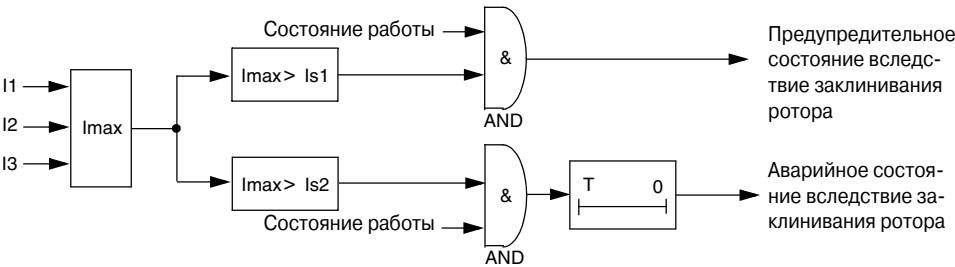 Состояние работы
Imax> Is1
&
AND
Предупредительное
состояние вследс-
твие заклинивания
ротора
I1
I2
I3
Imax
Imax> Is2
Состояние работы
&
AND
T 0
Аварийное состоя-
ние вследствие за-
клинивания ротора